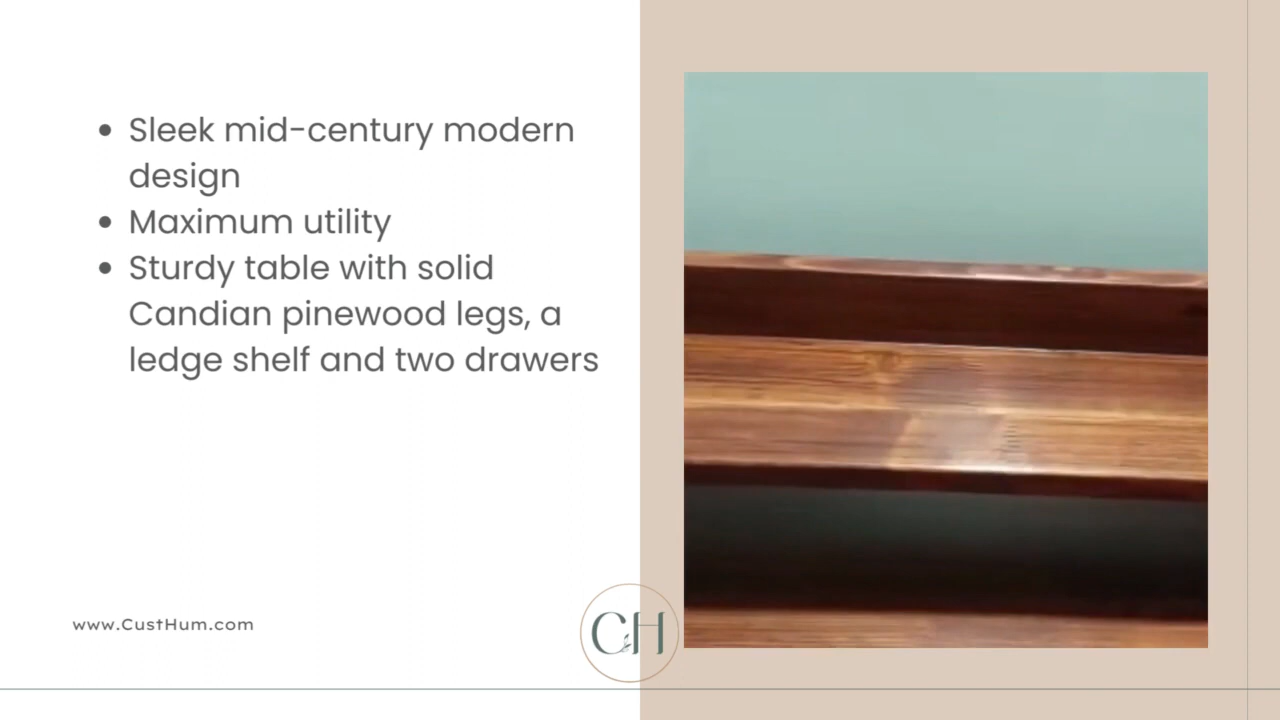 • Sleek mid-century modern
design
• Maximum utility
• Sturdy table with solid
Candian pinewood legs, a
ledge shelf and two drawers
www.CustHum.com
CH